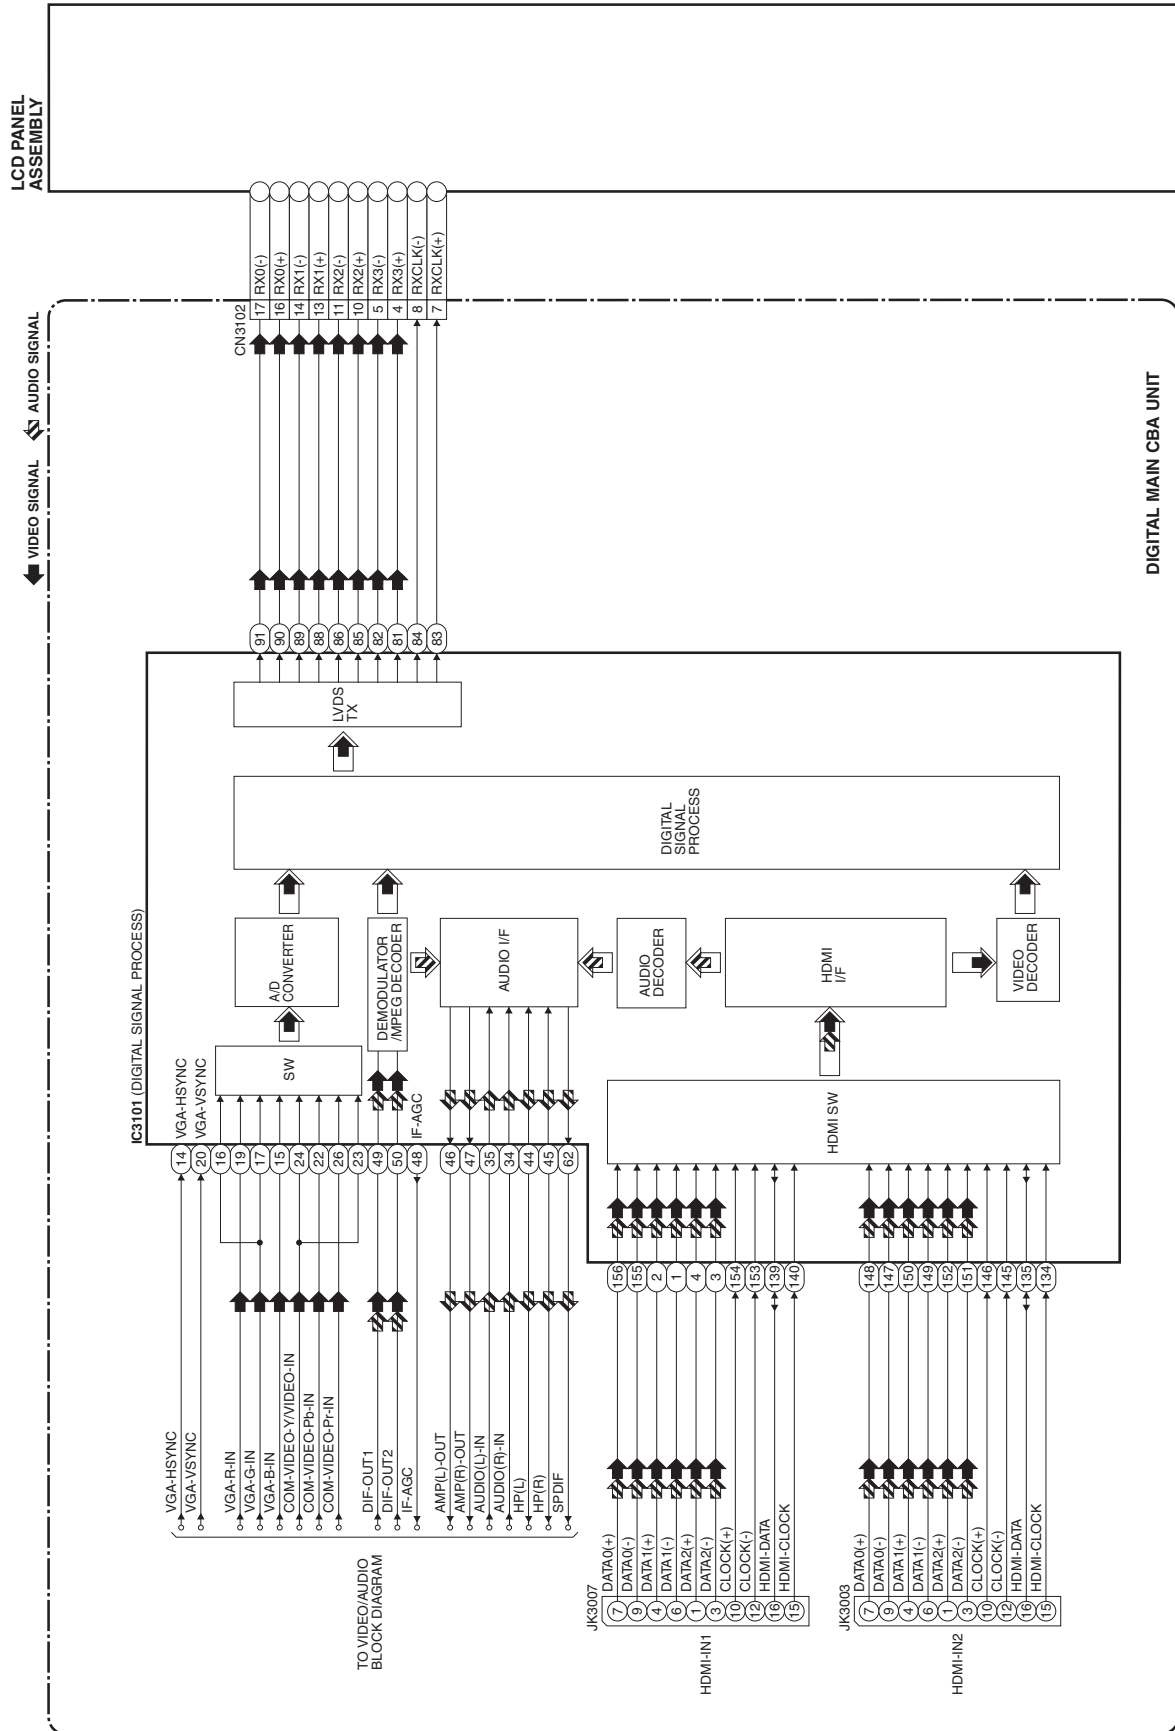 LCD PANEL
ASSEMBLY
VIDEO SIGNAL
AUDIO SIGNAL
CN3102
17 RX0(-)
16 RX0(+)
14 RX1(-)
13 RX1(+)
11 RX2(-)
10 RX2(+)
5 RX3(-)
4 RX3(+)
8 RXCLK(-)
7 RXCLK(+)
DIGITAL MAIN CBA UNIT
91
90
89
88
86
85
82
81
84
83
LVDS
TX
DIGITAL
SIGNAL
PROCESS
IC3101 (DIGITAL SIGNAL PROCESS)
A/D
CONVERTER
DEMODULATOR
/MPEG DECODER
AUDIO I/F
AUDIO
DECODER
HDMI
I/F
VIDEO
DECODER
SW
HDMI SW
VGA-HSYNC
VGA-VSYNC
IF-AGC
14
20
16
19
17
15
24
22
26
23
49
50
48
46
47
35
34
44
45
62
156
155
2
1
4
3
154
153
139
140
148
147
150
149
152
151
146
145
135
134
VGA-HSYNC
VGA-VSYNC
VGA-R-IN
VGA-G-IN
VGA-B-IN
COM-VIDEO-Y/VIDEO-IN
COM-VIDEO-Pb-IN
COM-VIDEO-Pr-IN
DIF-OUT1
DIF-OUT2
IF-AGC
AMP(L)-OUT
AMP(R)-OUT
AUDIO(L)-IN
AUDIO(R)-IN
HP(L)
HP(R)
SPDIF
TO VIDEO/AUDIO
BLOCK DIAGRAM
JK3007
7 DATA0(+)
9 DATA0(-)
4 DATA1(+)
6 DATA1(-)
1 DATA2(+)
3 DATA2(-)
10 CLOCK(+)
12 CLOCK(-)
16 HDMI-DATA
15 HDMI-CLOCK
HDMI-IN1
JK3003
7 DATA0(+)
9 DATA0(-)
4 DATA1(+)
6 DATA1(-)
1 DATA2(+)
3 DATA2(-)
10 CLOCK(+)
12 CLOCK(-)
16 HDMI-DATA
15 HDMI-CLOCK
HDMI-IN2